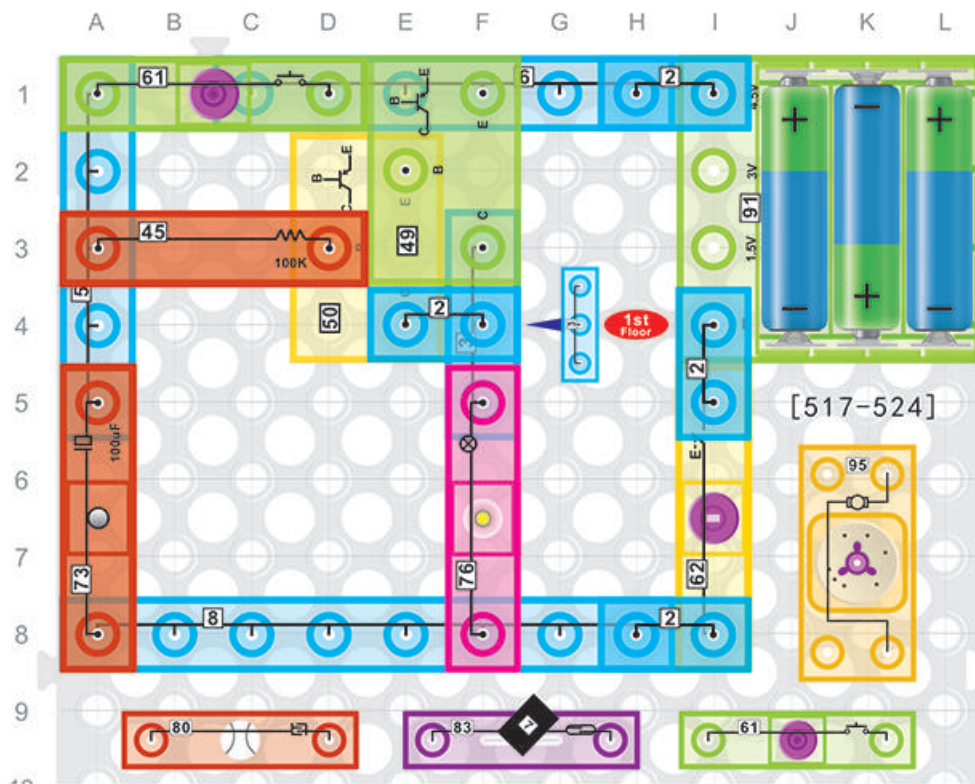 A B C D E F G H I J K L
1 61 6 2 4.5V + − +
B E C E
2 B E C B E 3V
91
3 45 100K 49 C 1.5V
5 50 2 1st Floor − + −
4
2
5 100uF [517-524]
6 E 95
7 73 76 62
8 8 2
9 80 83 7 61
10